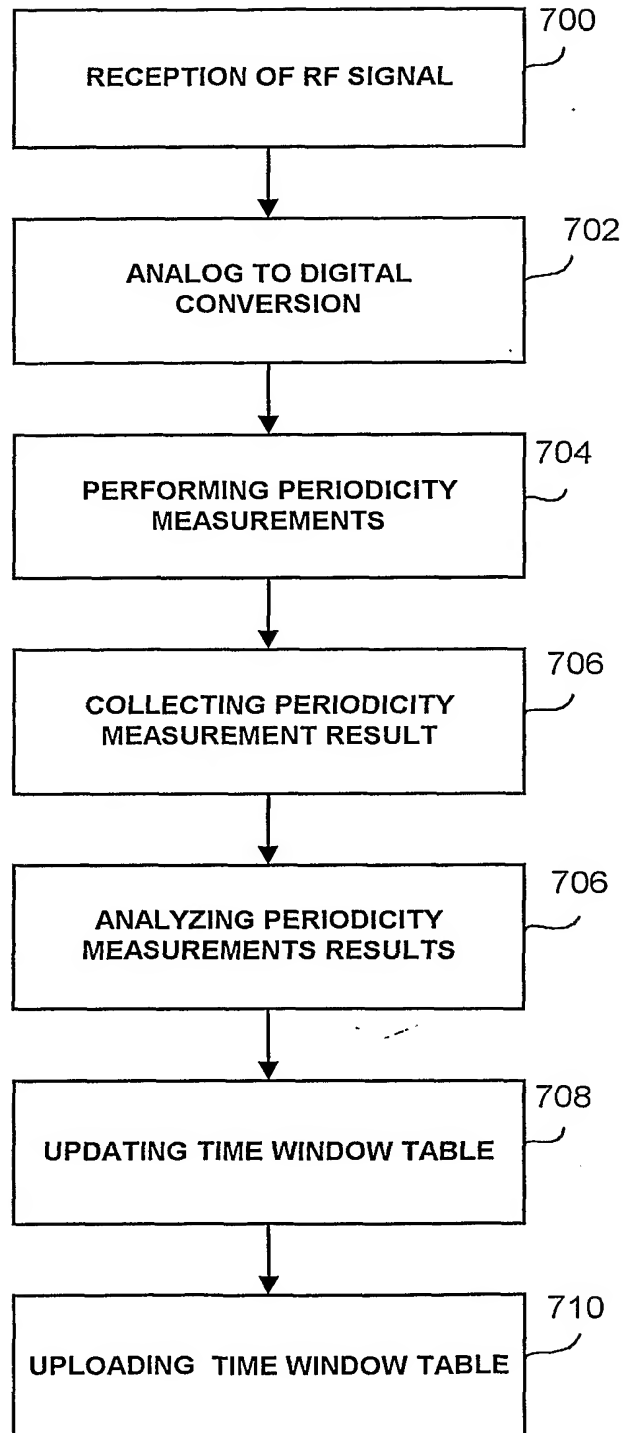 700
RECEPTION OF RF SIGNAL
702
ANALOG TO DIGITAL
CONVERSION
704
PERFORMING PERIODICITY
MEASUREMENTS
706
COLLECTING PERIODICITY
MEASUREMENT RESULT
706
ANALYZING PERIODICITY
MEASUREMENTS RESULTS
708
UPDATING TIME WINDOW TABLE
710
UPLOADING TIME WINDOW TABLE